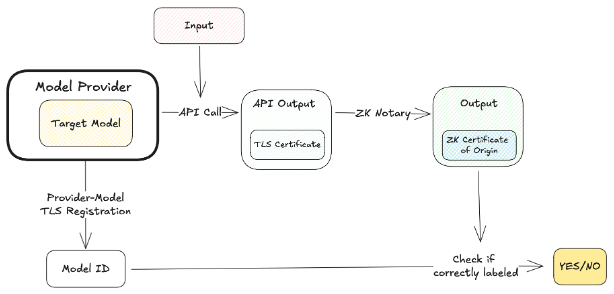 Input
Model Provider
Target Model
API Call
API Output
TLS Certificate
ZK Notary
Output
ZK Certificate
of Origin
Provider-Model
TLS Registration
Model ID
Check if
correctly labeled
YES/NO